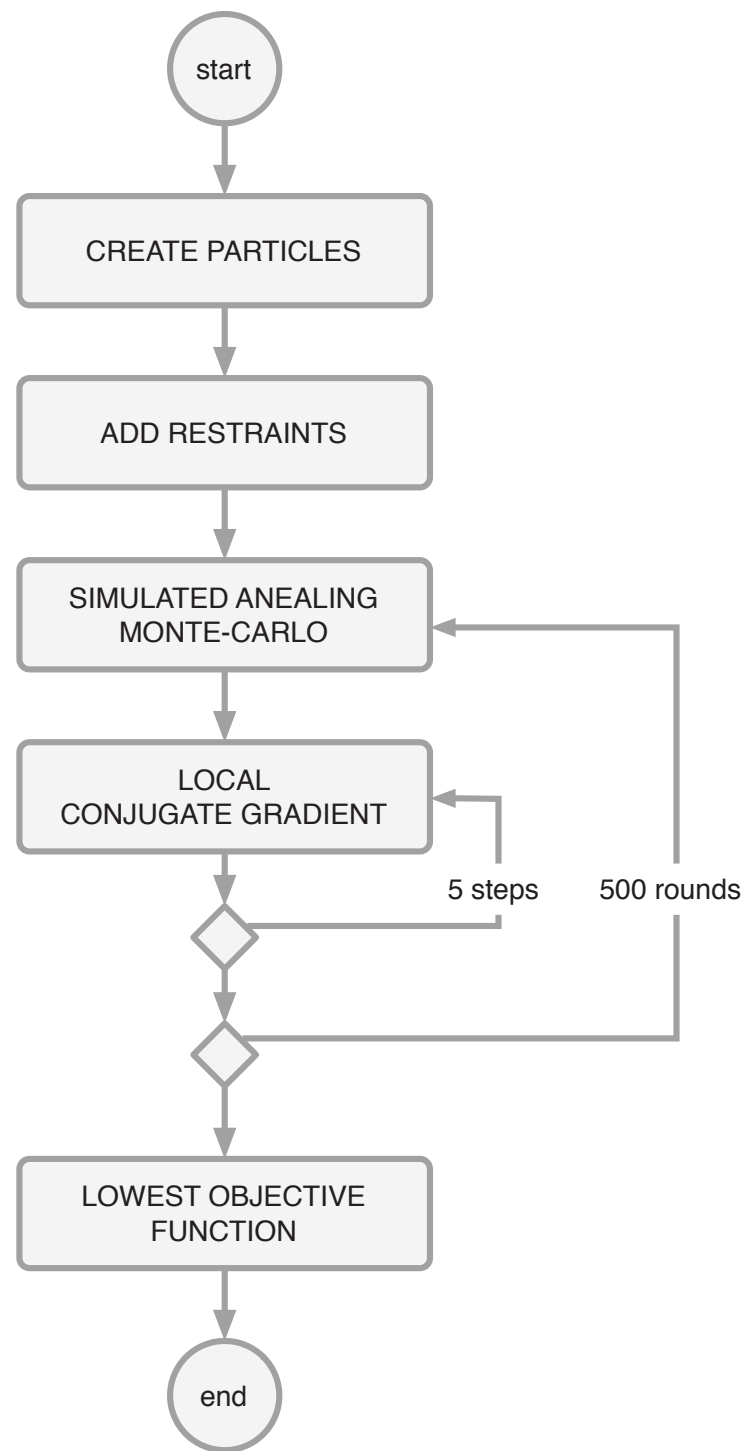 start
CREATE PARTICLES
ADD RESTRAINTS
SIMULATED ANEALING
MONTE-CARLO
LOCAL
CONJUGATE GRADIENT
5 steps
500 rounds
LOWEST OBJECTIVE
FUNCTION
end